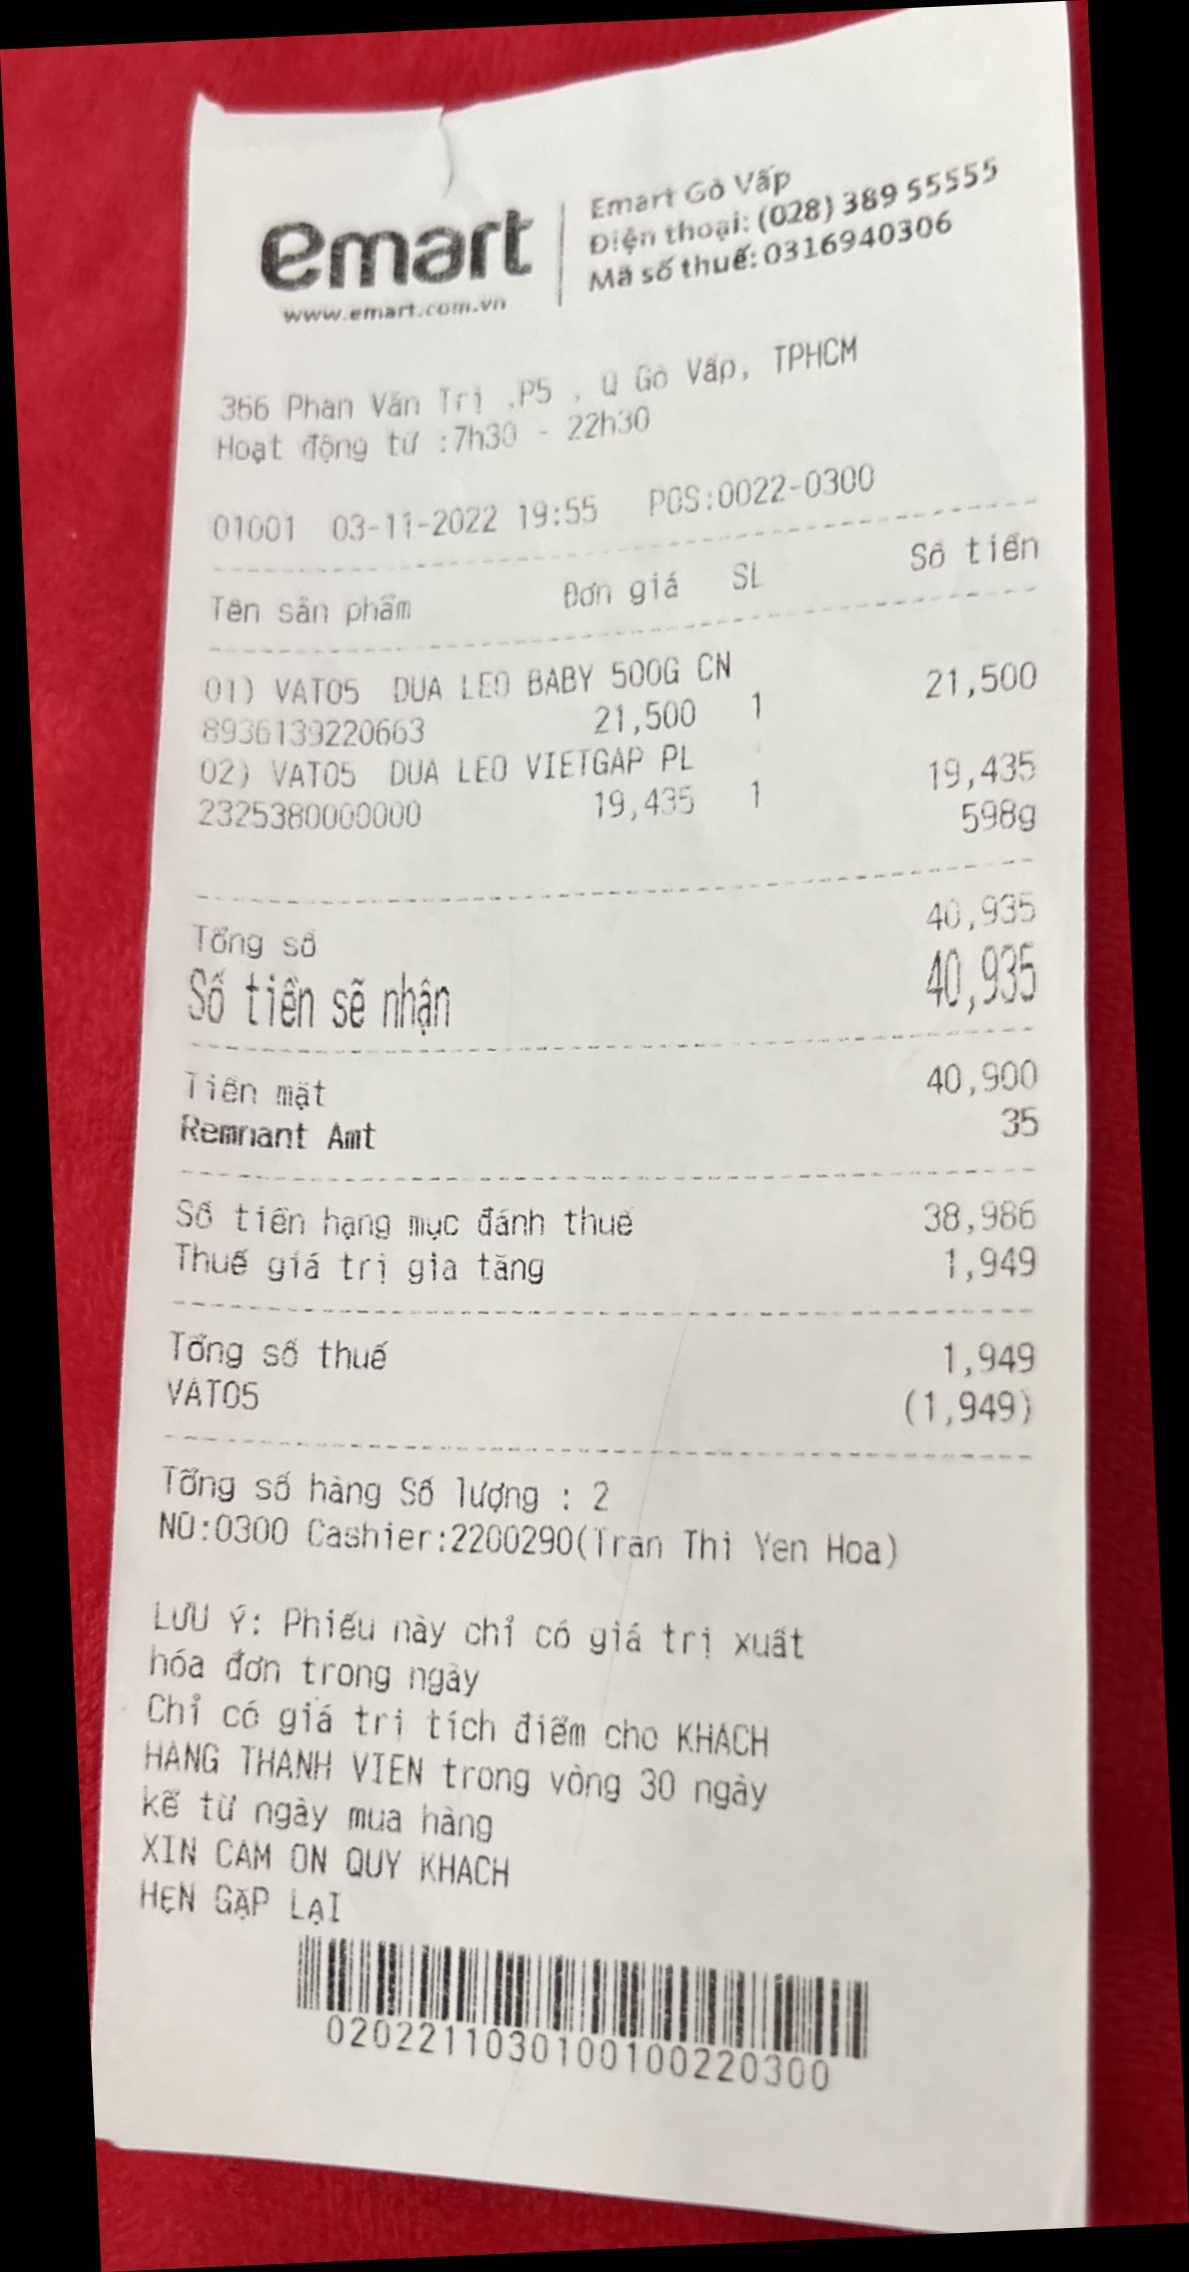 emart
www.emart.com.vn
Emart Gò Vấp
Điện thoại: (028) 389 55555
Mã số thuế: 0316940306
366 Phan Văn Trị ,P5 , Q Gò Vấp, TPHCM
Hoạt động từ :7h30 - 22h30
01001 03-11-2022 19:55 POS:0022-0300
Tên sản phẩm Đơn giá SL Số tiền
01) VAT05 DUA LEO BABY 500G CN
8936139220663 21,500 1 21,500
02) VAT05 DUA LEO VIETGAP PL
2325380000000 19,435 1 19,435
598g
Tổng số 40,935
Số tiền sẽ nhận 40,935
Tiền mặt 40,900
Remnant Amt 35
Số tiền hạng mục đánh thuế 38,986
Thuế giá trị gia tăng 1,949
Tổng số thuế 1,949
VAT05 (1,949)
Tổng số hàng Số lượng : 2
NO:0300 Cashier:2200290(Tran Thi Yen Hoa)
LƯU Ý: Phiếu này chỉ có giá trị xuất
hóa đơn trong ngày
Chỉ có giá trị tích điểm cho KHACH
HANG THANH VIEN trong vòng 30 ngày
kể từ ngày mua hàng
XIN CAM ON QUY KHACH
HẸN GẶP LẠI
0202211030100100220300